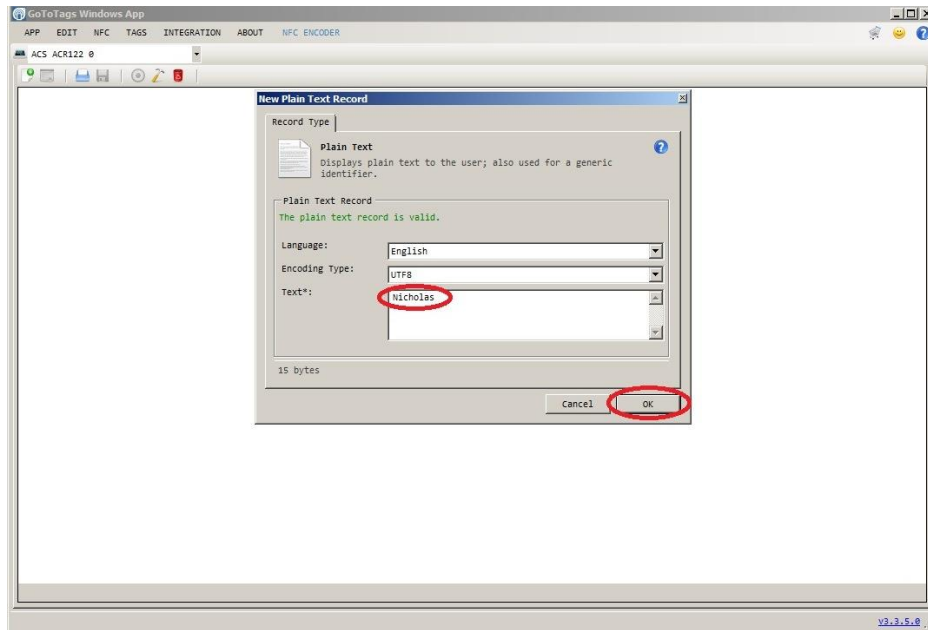 GoToTags Windows App
APP EDIT NFC TAGS INTEGRATION ABOUT NFC ENCODER
ACS ACR122 0
New Plain Text Record
Record Type
Plain Text
Displays plain text to the user; also used for a generic
identifier.
Plain Text Record
The plain text record is valid.
Language: English
Encoding Type: UTF8
Text*: Nicholas
15 bytes
Cancel OK
v3.3.5.0